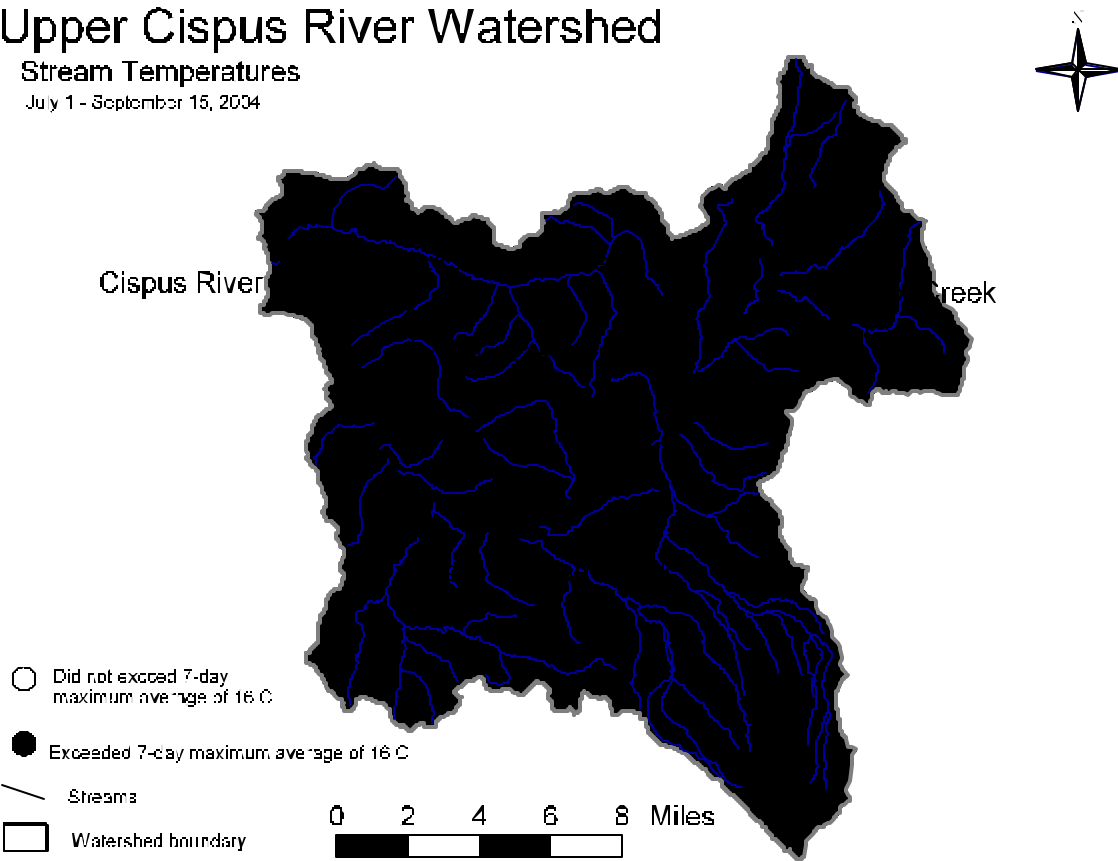 Upper Cispus River Watershed
Stream Temperatures
July 1 - September 15, 2004
N
Cispus River
Creek
Did not exceed 7-day
maximum average of 16 C
Exceeded 7-day maximum average of 16 C
Streams
Watershed boundary
0 2 4 6 8 Miles